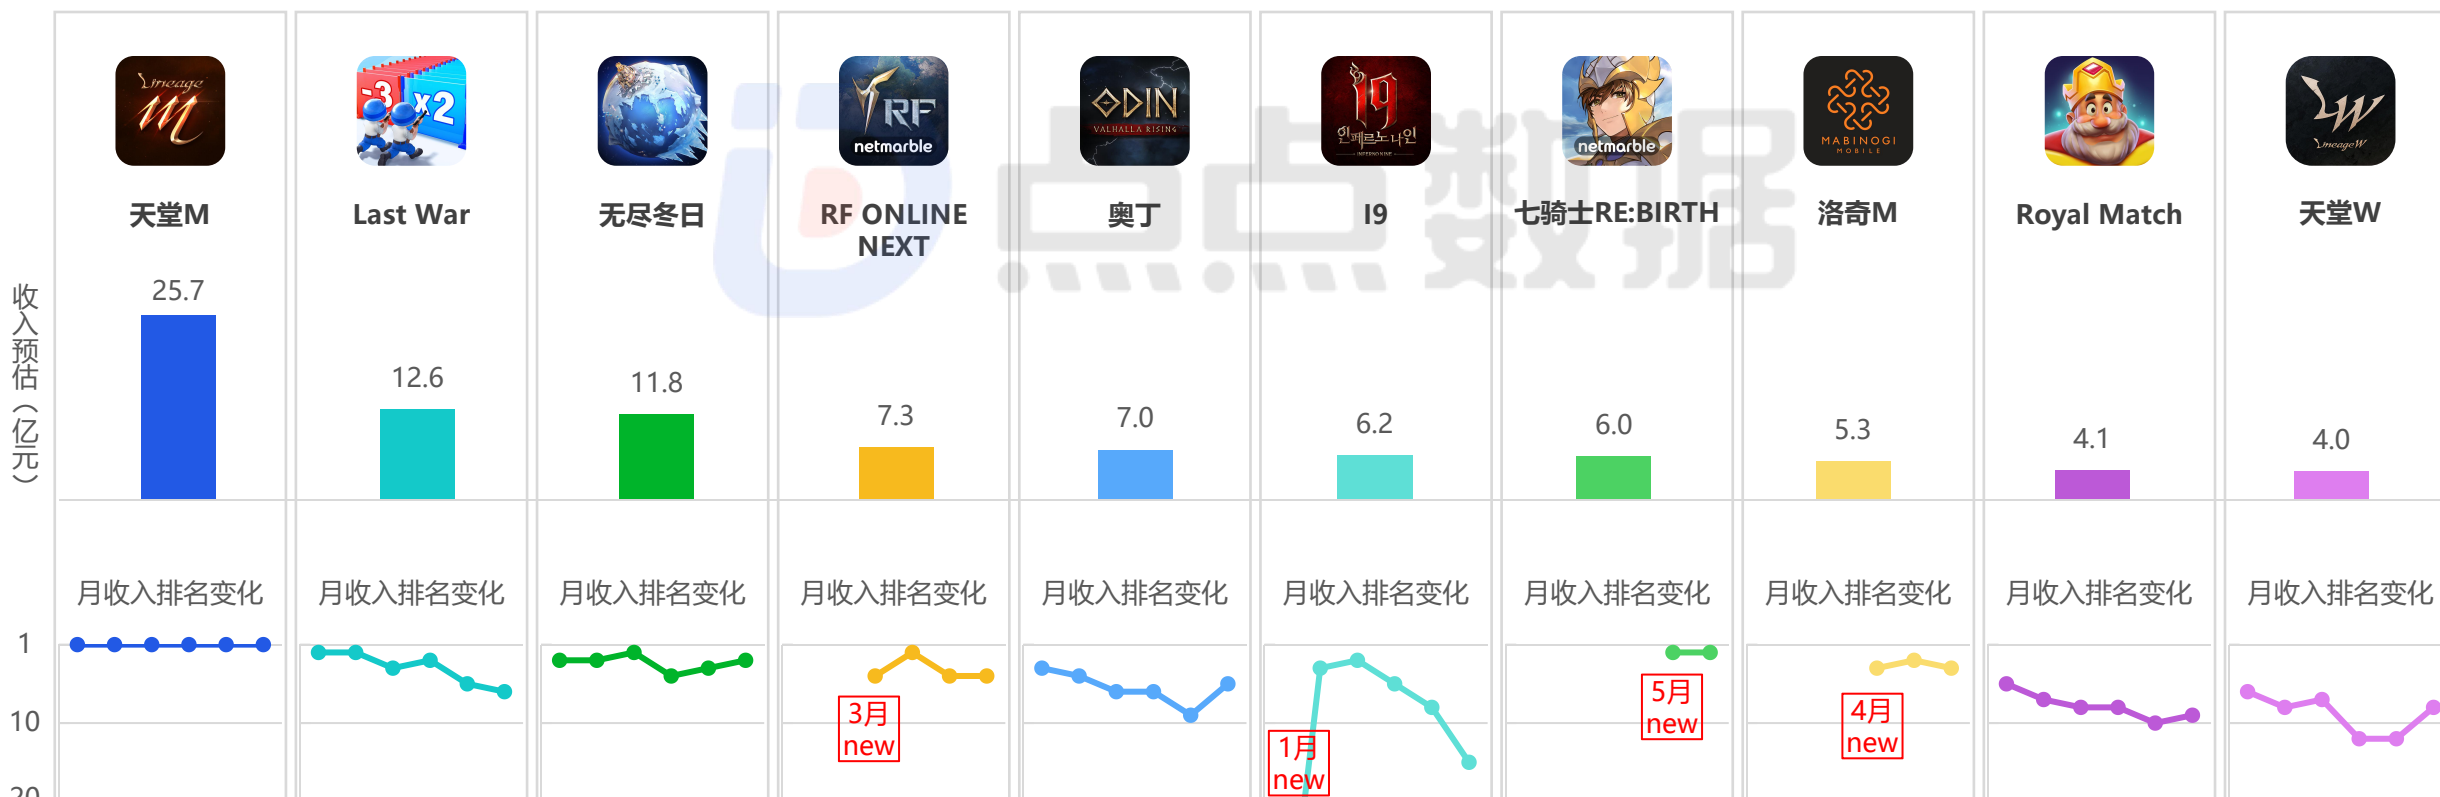 Lineage
M
-3
x2
RF
netmarble
ODIN
VALHALLA RISING
19
인페르노나인
INFERNO NINE
netmarble
MABINOGI
MOBILE
LW
Lineage W
点点数据
天堂M
Last War
无尽冬日
RF ONLINE
NEXT
奥丁
I9
七骑士RE:BIRTH
洛奇M
Royal Match
天堂W
收入预估（亿元）
25.7
12.6
11.8
7.3
7.0
6.2
6.0
5.3
4.1
4.0
月收入排名变化
月收入排名变化
月收入排名变化
月收入排名变化
月收入排名变化
月收入排名变化
月收入排名变化
月收入排名变化
月收入排名变化
月收入排名变化
1
10
20
3月
new
1月
new
5月
new
4月
new